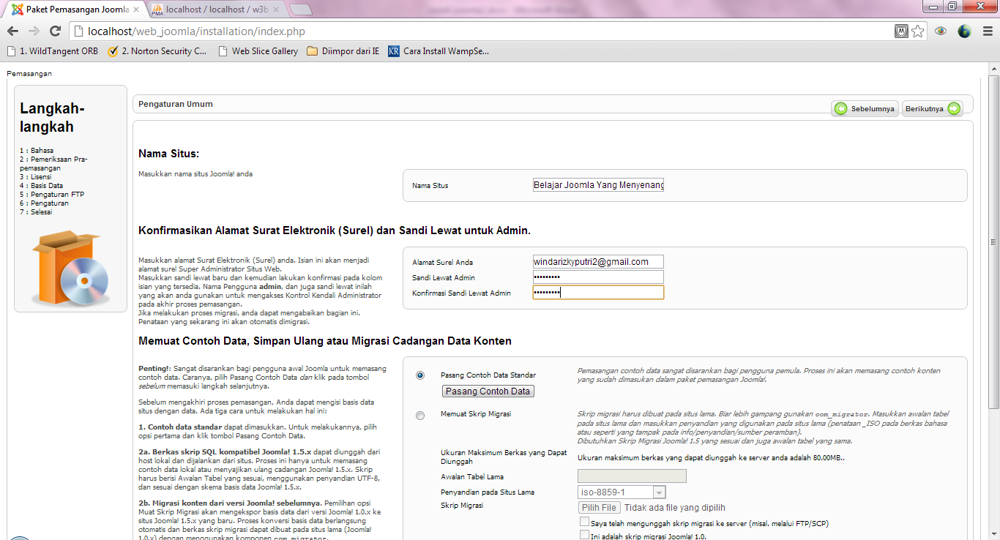 Paket Pemasangan Joomla
localhost / localhost / w3b
localhost/web_joomla/installation/index.php
1. WildTangent ORB
2. Norton Security C...
Web Slice Gallery
Diimpor dari IE
KR
Cara Install WampSe...
Pemasangan
Langkah-
langkah
1 : Bahasa
2 : Pemeriksaan Pra-
pemasangan
3 : Lisensi
4 : Basis Data
5 : Pengaturan FTP
6 : Pengaturan
7 : Selesai
Pengaturan Umum
Sebelumnya
Berikutnya
Nama Situs:
Masukkan nama situs Joomla! anda
Nama Situs
Belajar Joomla Yang Menyenang
Konfirmasikan Alamat Surat Elektronik (Surel) dan Sandi Lewat untuk Admin.
Masukkan alamat Surat Elektronik (Surel) anda. Isian ini akan menjadi
alamat surel Super Administrator Situs Web.
Masukkan sandi lewat baru dan kemudian lakukan konfirmasi pada kolom
isian yang tersedia. Nama Pengguna admin, dan juga sandi lewat inilah
yang akan anda gunakan untuk mengakses Kontrol Kendali Administrator
pada akhir proses pemasangan.
Jika melakukan proses migrasi, anda dapat mengabaikan bagian ini.
Penataan yang sekarang ini akan otomatis dimigrasi.
Alamat Surel Anda
windarizkyputri2@gmail.com
Sandi Lewat Admin
•••••••••
Konfirmasi Sandi Lewat Admin
•••••••••
Memuat Contoh Data, Simpan Ulang atau Migrasi Cadangan Data Konten
Penting!: Sangat disarankan bagi pengguna awal Joomla untuk memasang
contoh data. Caranya, pilih Pasang Contoh Data dan klik pada tombol
sebelum memasuki langkah selanjutnya.
Sebelum mengakhiri proses pemasangan, Anda dapat mengisi basis data
situs dengan data. Ada tiga cara untuk melakukan hal ini:
1. Contoh data standar dapat dimasukkan. Untuk melakukannya, pilih
opsi pertama dan klik tombol Pasang Contoh Data.
2a. Berkas skrip SQL kompatibel Joomla! 1.5.x dapat diunggah dari
host lokal dan dijalankan dari situs. Proses ini hanya untuk memasang
contoh data lokal atau menyajikan ulang cadangan Joomla! 1.5.x. Skrip
harus berisi Awalan Tabel yang sesuai, menggunakan penyandian UTF-8,
dan sesuai dengan skema basis data Joomla! 1.5.x.
2b. Migrasi konten dari versi Joomla! sebelumnya. Pemilihan opsi
Muat Skrip Migrasi akan mengekspor basis data dari versi Joomla! 1.0.x ke
situs Joomla! 1.5.x yang baru. Proses konversi basis data berlangsung
otomatis dan berkas skrip migrasi dapat dibuat pada situs lama (Joomla!
1.0.x) dengan menggunakan komponen com_migrator.
Pasang Contoh Data Standar
Pasang Contoh Data
Pemasangan contoh data sangat disarankan bagi pengguna pemula. Proses ini akan memasang contoh konten
yang sudah dimasukan dalam paket pemasangan Joomla!.
Memuat Skrip Migrasi
Skrip migrasi harus dibuat pada situs lama. Biar lebih gampang gunakan com_migrator. Masukkan awalan tabel
pada situs lama dan masukkan penyandian yang digunakan pada situs lama (penataan _ISO pada berkas bahasa
atau seperti yang tampak pada info/penyandian/sumber peramban).
Dibutuhkan Skrip Migrasi Joomla! 1.5 yang sesuai dan juga awalan tabel yang sama.
Ukuran Maksimum Berkas yang Dapat
Diunggah
Ukuran maksimum berkas yang dapat diunggah ke server anda adalah 80.00MB..
Awalan Tabel Lama
Penyandian pada Situs Lama
iso-8859-1
Skrip Migrasi
Pilih File
Tidak ada file yang dipilih
Saya telah mengunggah skrip migrasi ke server (misal. melalui FTP/SCP)
Ini adalah skrip migrasi Joomla! 1.0.